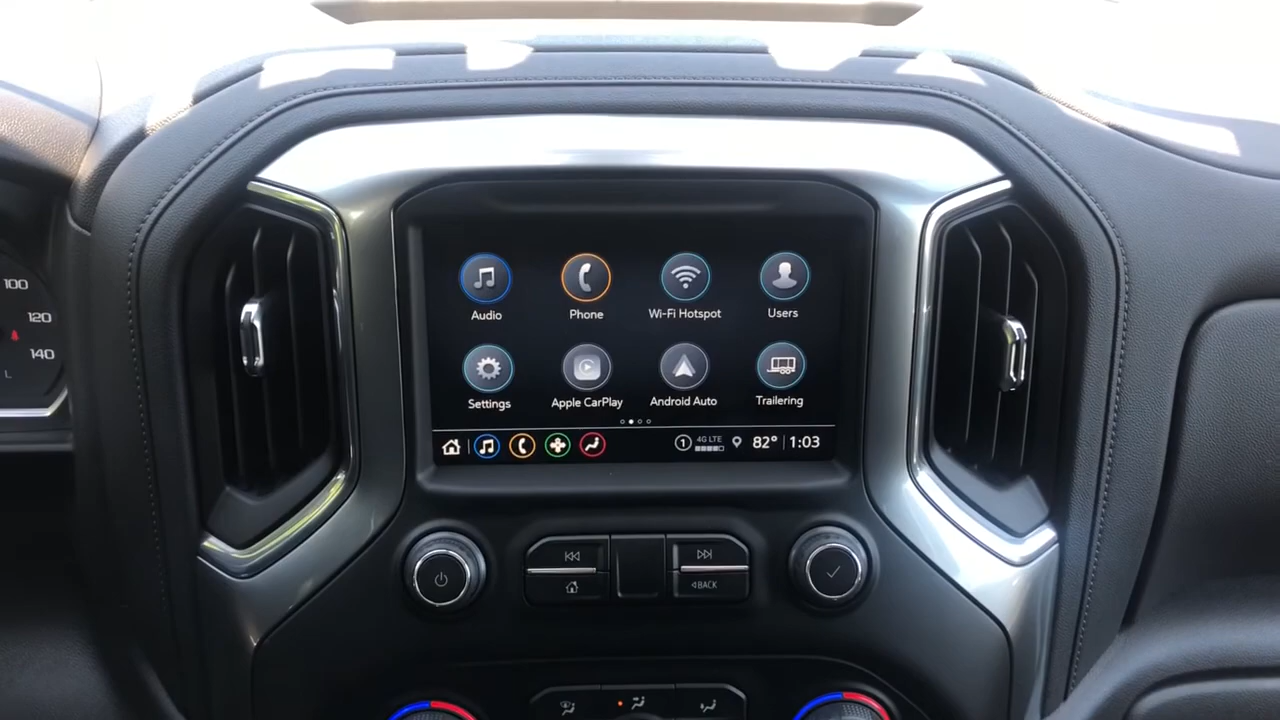 100
120
140
L
Audio
Phone
Wi-Fi Hotspot
Users
Settings
Apple CarPlay
Android Auto
Trailering
1
4G LTE
82°
1:03
BACK